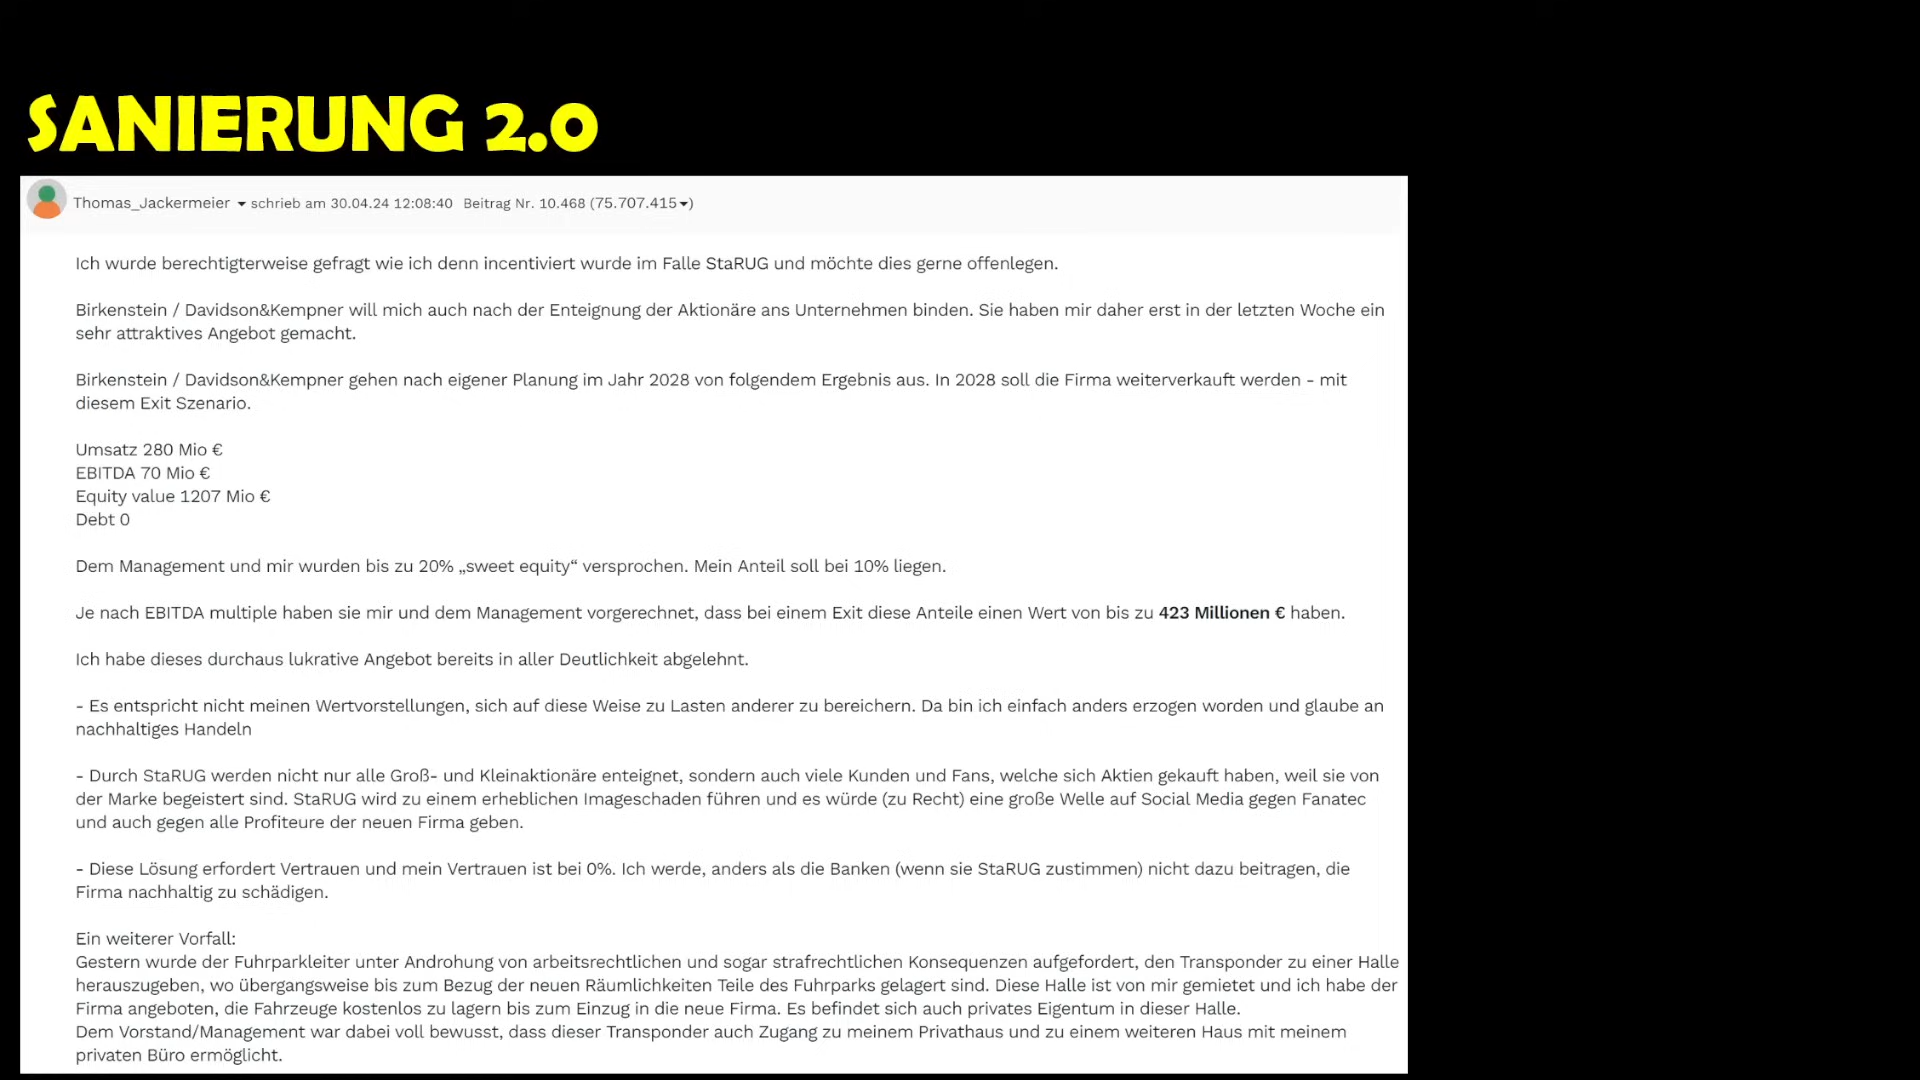 SANIERUNG 2.0
Thomas_Jackermeier schrieb am 30.04.24 12:08:40 Beitrag Nr. 10.468 (75.707.415)
Ich wurde berechtigterweise gefragt wie ich denn incentiviert wurde im Falle StaRUG und möchte dies gerne offenlegen.
Birkenstein / Davidson&Kempner will mich auch nach der Enteignung der Aktionäre ans Unternehmen binden. Sie haben mir daher erst in der letzten Woche ein
sehr attraktives Angebot gemacht.
Birkenstein / Davidson&Kempner gehen nach eigener Planung im Jahr 2028 von folgendem Ergebnis aus. In 2028 soll die Firma weiterverkauft werden - mit
diesem Exit Szenario.
Umsatz 280 Mio €
EBITDA 70 Mio €
Equity value 1207 Mio €
Debt 0
Dem Management und mir wurden bis zu 20% „sweet equity“ versprochen. Mein Anteil soll bei 10% liegen.
Je nach EBITDA multiple haben sie mir und dem Management vorgerechnet, dass bei einem Exit diese Anteile einen Wert von bis zu 423 Millionen € haben.
Ich habe dieses durchaus lukrative Angebot bereits in aller Deutlichkeit abgelehnt.
- Es entspricht nicht meinen Wertvorstellungen, sich auf diese Weise zu Lasten anderer zu bereichern. Da bin ich einfach anders erzogen worden und glaube an
nachhaltiges Handeln
- Durch StaRUG werden nicht nur alle Groß- und Kleinaktionäre enteignet, sondern auch viele Kunden und Fans, welche sich Aktien gekauft haben, weil sie von
der Marke begeistert sind. StaRUG wird zu einem erheblichen Imageschaden führen und es würde (zu Recht) eine große Welle auf Social Media gegen Fanatec
und auch gegen alle Profiteure der neuen Firma geben.
- Diese Lösung erfordert Vertrauen und mein Vertrauen ist bei 0%. Ich werde, anders als die Banken (wenn sie StaRUG zustimmen) nicht dazu beitragen, die
Firma nachhaltig zu schädigen.
Ein weiterer Vorfall:
Gestern wurde der Fuhrparkleiter unter Androhung von arbeitsrechtlichen und sogar strafrechtlichen Konsequenzen aufgefordert, den Transponder zu einer Halle
herauszugeben, wo übergangsweise bis zum Bezug der neuen Räumlichkeiten Teile des Fuhrparks gelagert sind. Diese Halle ist von mir gemietet und ich habe der
Firma angeboten, die Fahrzeuge kostenlos zu lagern bis zum Einzug in die neue Firma. Es befindet sich auch privates Eigentum in dieser Halle.
Dem Vorstand/Management war dabei voll bewusst, dass dieser Transponder auch Zugang zu meinem Privathaus und zu einem weiteren Haus mit meinem
privaten Büro ermöglicht.